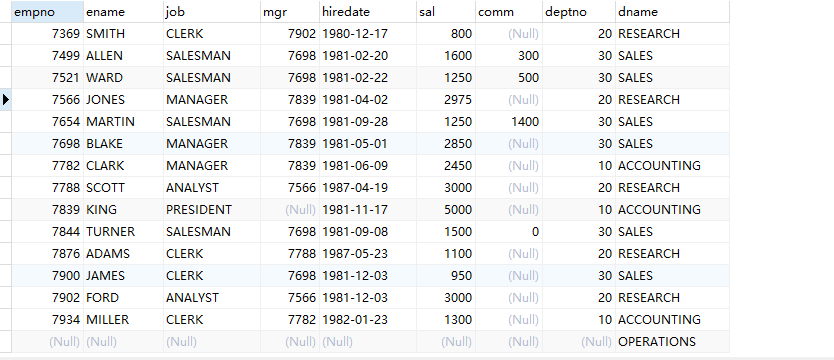 empno ename job mgr hiredate sal comm deptno dname
7369 SMITH CLERK 7902 1980-12-17 800 (Null) 20 RESEARCH
7499 ALLEN SALESMAN 7698 1981-02-20 1600 300 30 SALES
7521 WARD SALESMAN 7698 1981-02-22 1250 500 30 SALES
7566 JONES MANAGER 7839 1981-04-02 2975 (Null) 20 RESEARCH
7654 MARTIN SALESMAN 7698 1981-09-28 1250 1400 30 SALES
7698 BLAKE MANAGER 7839 1981-05-01 2850 (Null) 30 SALES
7782 CLARK MANAGER 7839 1981-06-09 2450 (Null) 10 ACCOUNTING
7788 SCOTT ANALYST 7566 1987-04-19 3000 (Null) 20 RESEARCH
7839 KING PRESIDENT (Null) 1981-11-17 5000 (Null) 10 ACCOUNTING
7844 TURNER SALESMAN 7698 1981-09-08 1500 0 30 SALES
7876 ADAMS CLERK 7788 1987-05-23 1100 (Null) 20 RESEARCH
7900 JAMES CLERK 7698 1981-12-03 950 (Null) 30 SALES
7902 FORD ANALYST 7566 1981-12-03 3000 (Null) 20 RESEARCH
7934 MILLER CLERK 7782 1982-01-23 1300 (Null) 10 ACCOUNTING
(Null) (Null) (Null) (Null) (Null) (Null) (Null) (Null) OPERATIONS